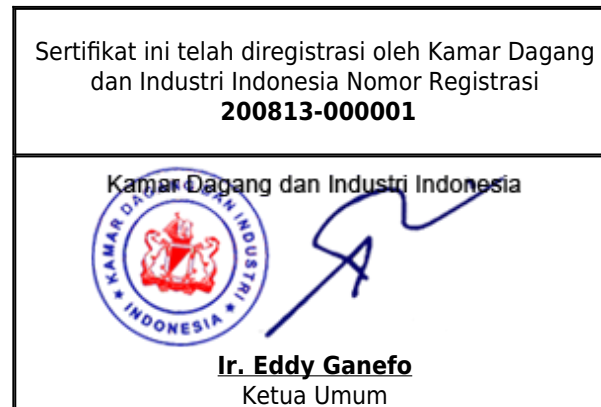 Sertifikat ini telah diregistrasi oleh Kamar Dagang
dan Industri Indonesia Nomor Registrasi
200813-000001
Kamar Dagang dan Industri Indonesia
KAMAR DAGANG DAN INDUSTRI
INDONESIA
Ir. Eddy Ganefo
Ketua Umum